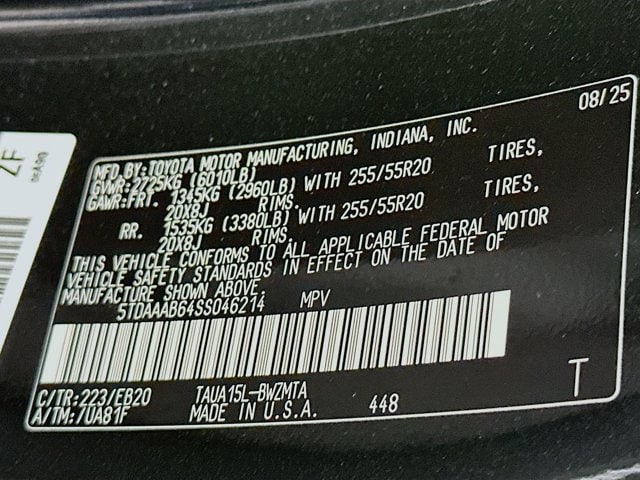 08/25
MFD. BY: TOYOTA MOTOR MANUFACTURING, INDIANA, INC.
GVWR: 2725KG (6010LB)
GAWR: FRT. 1345KG (2960LB) WITH 255/55R20 TIRES,
20X8J RIMS.
RR. 1535KG (3380LB) WITH 255/55R20 TIRES,
20X8J RIMS.
THIS VEHICLE CONFORMS TO ALL APPLICABLE FEDERAL MOTOR
VEHICLE SAFETY STANDARDS IN EFFECT ON THE DATE OF
MANUFACTURE SHOWN ABOVE.
5TDAAAB64SS046214 MPV
C/TR: 223/EB20 TAUA15L-BWZMTA
A/TM: /UA81F MADE IN U.S.A. 448
T
ZF